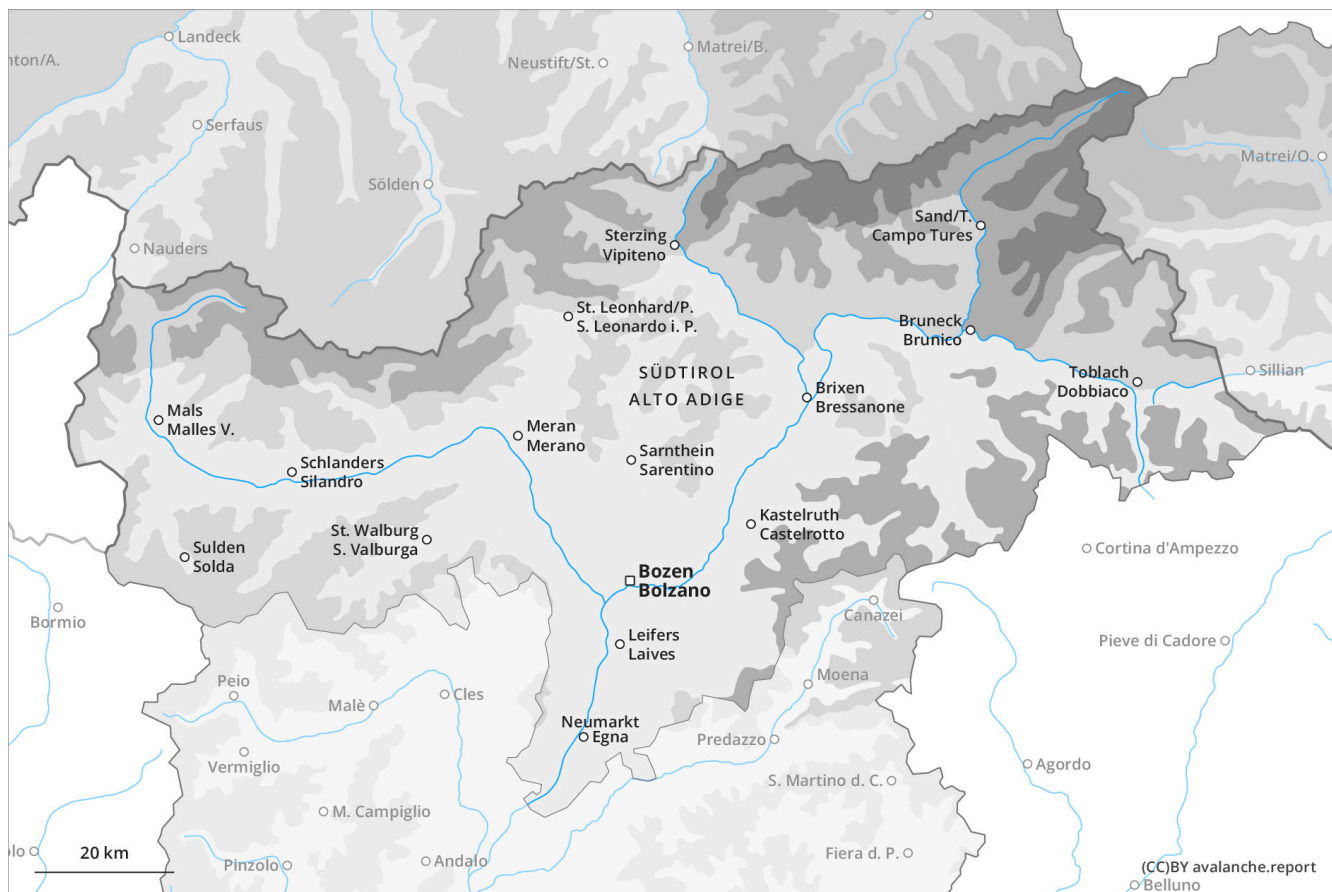 Landeck
nton/A.
Matrei/B.
Neustift/St.
Serfaus
Matrei/O.
Sölden
Sand/T.
Campo Tures
Sterzing
Vipiteno
Nauders
St. Leonhard/P.
S. Leonardo i. P.
Bruneck
Brunico
SÜDTIROL
ALTO ADIGE
Toblach
Dobbiaco
Sillian
Brixen
Bressanone
Mals
Malles V.
Meran
Merano
Sarnthein
Sarentino
Schlanders
Silandro
Kastelruth
Castelrotto
St. Walburg
S. Valburga
Sulden
Solda
Cortina d'Ampezzo
Bozen
Bolzano
Bormio
Canazei
Leifers
Laives
Pieve di Cadore
Peio
Moena
Cles
Malè
Neumarkt
Egna
Predazzo
Vermiglio
Agordo
S. Martino d. C.
M. Campiglio
olo
20 km
Pinzolo
Andalo
Fiera d. P.
(CC)BY avalanche.report
Belluno